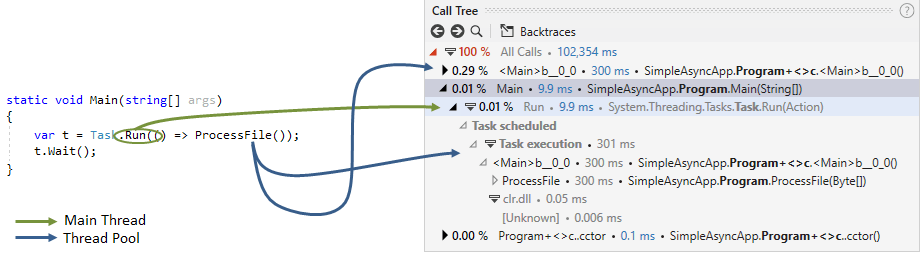 static void Main(string[] args)
{
var t = Task.Run(() => ProcessFile());
t.Wait();
}
Main Thread
Thread Pool
Call Tree
Backtraces
100 % All Calls • 102,354 ms
0.29 % <Main>b__0_0 • 300 ms • SimpleAsyncApp.Program+<>c.<Main>b__0_0()
0.01 % Main • 9.9 ms • SimpleAsyncApp.Program.Main(String[])
0.01 % Run • 9.9 ms • System.Threading.Tasks.Task.Run(Action)
Task scheduled
Task execution • 301 ms
<Main>b__0_0 • 300 ms • SimpleAsyncApp.Program+<>c.<Main>b__0_0()
ProcessFile • 300 ms • SimpleAsyncApp.Program.ProcessFile(Byte[])
clr.dll • 0.05 ms
[Unknown] • 0.006 ms
0.00 % Program+<>c..cctor • 0.1 ms • SimpleAsyncApp.Program+<>c..cctor()